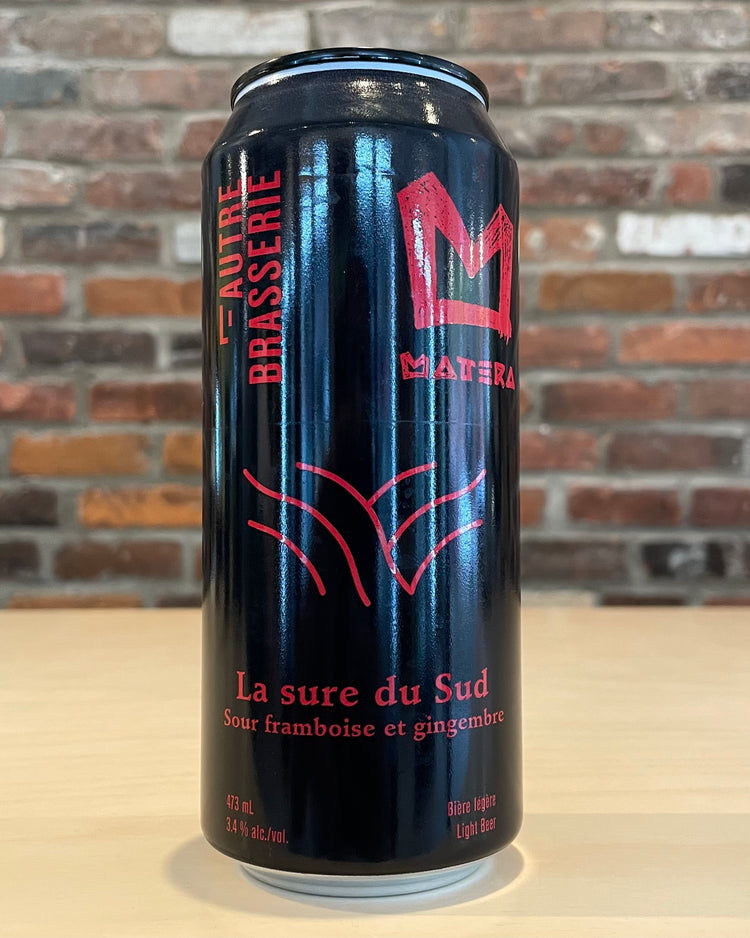 L'AUTRE
BRASSERIE
MATERA
La sure du Sud
Sour framboise et gingembre
473 mL
3.4 % alc./vol.
Bière légère
Light Beer